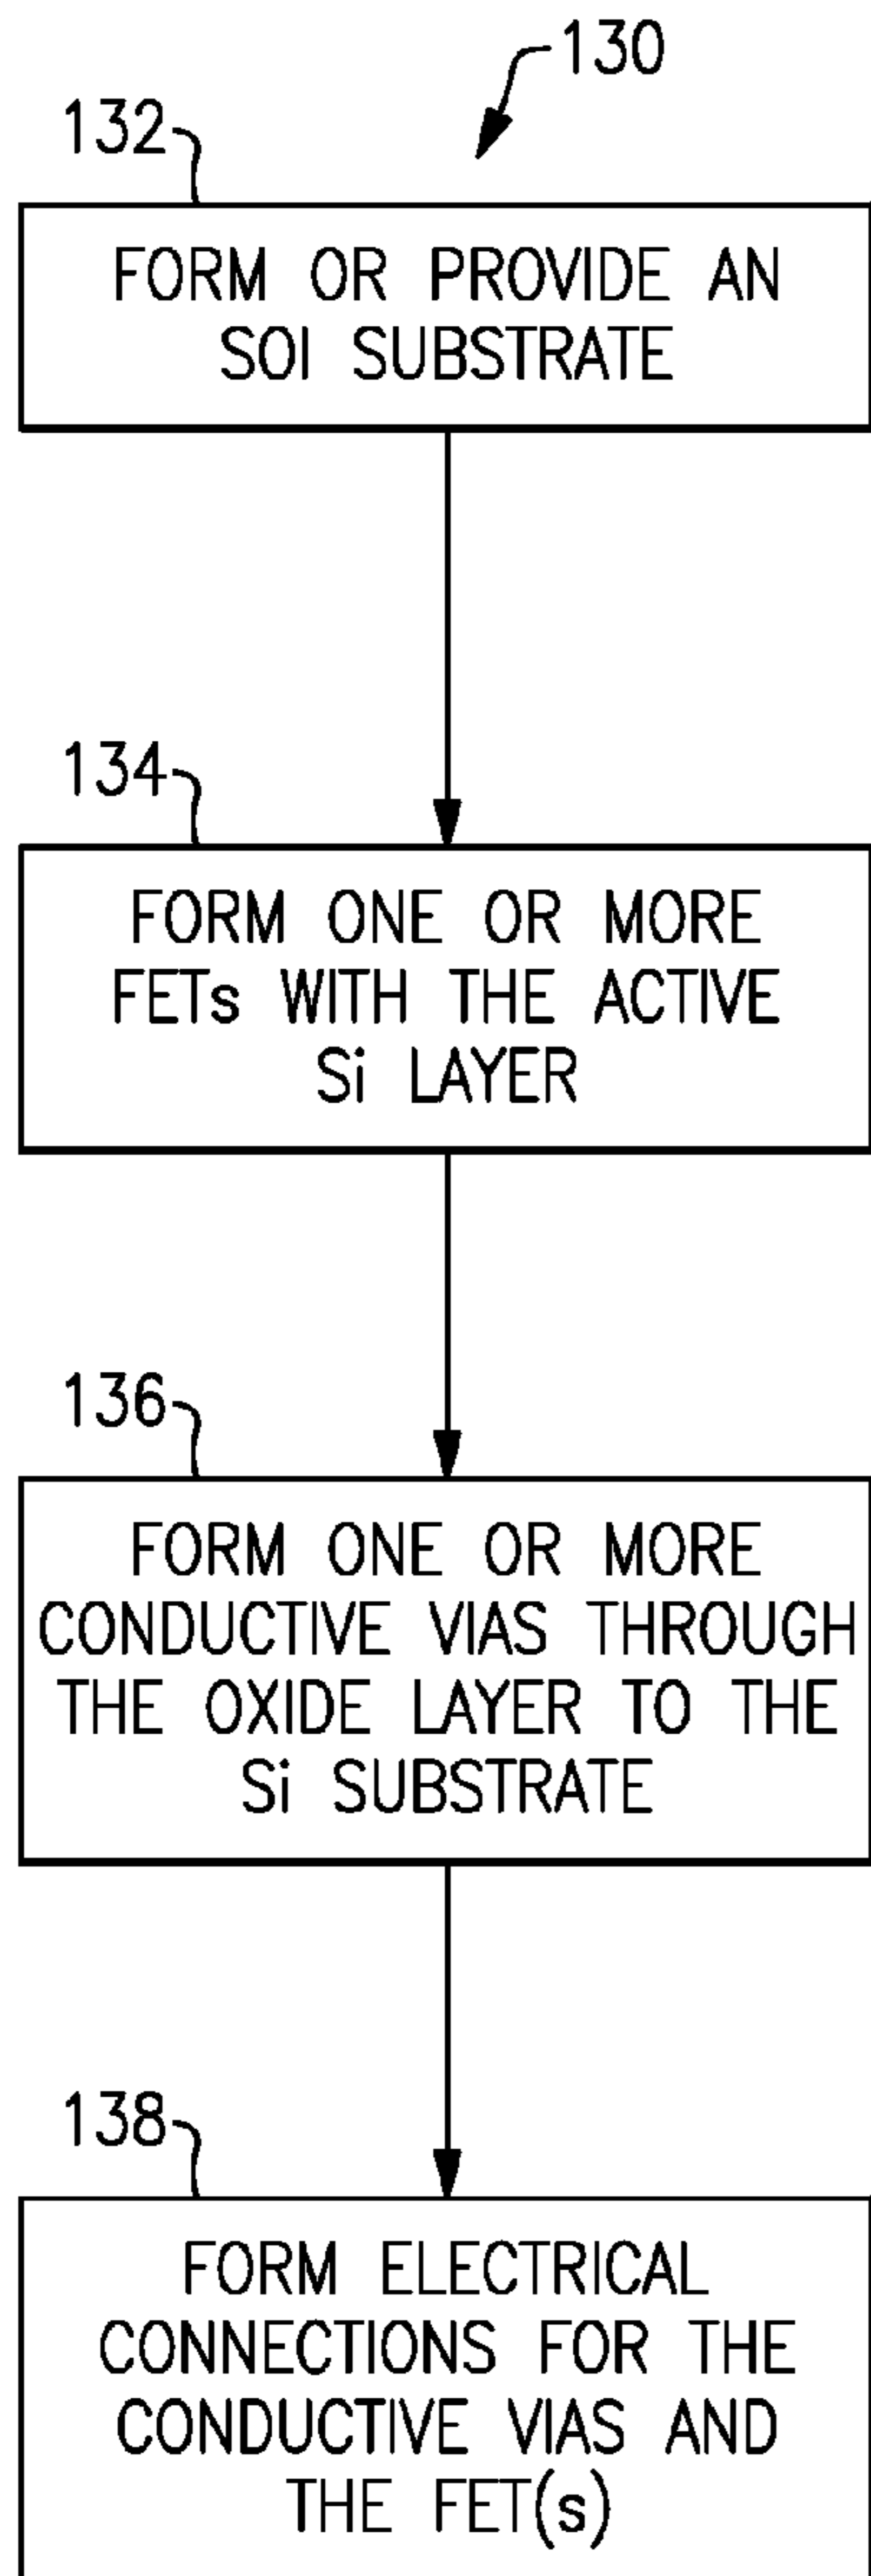 130
132
FORM OR PROVIDE AN
SOI SUBSTRATE
134
FORM ONE OR MORE
FETs WITH THE ACTIVE
Si LAYER
136
FORM ONE OR MORE
CONDUCTIVE VIAS THROUGH
THE OXIDE LAYER TO THE
Si SUBSTRATE
138
FORM ELECTRICAL
CONNECTIONS FOR THE
CONDUCTIVE VIAS AND
THE FET(s)